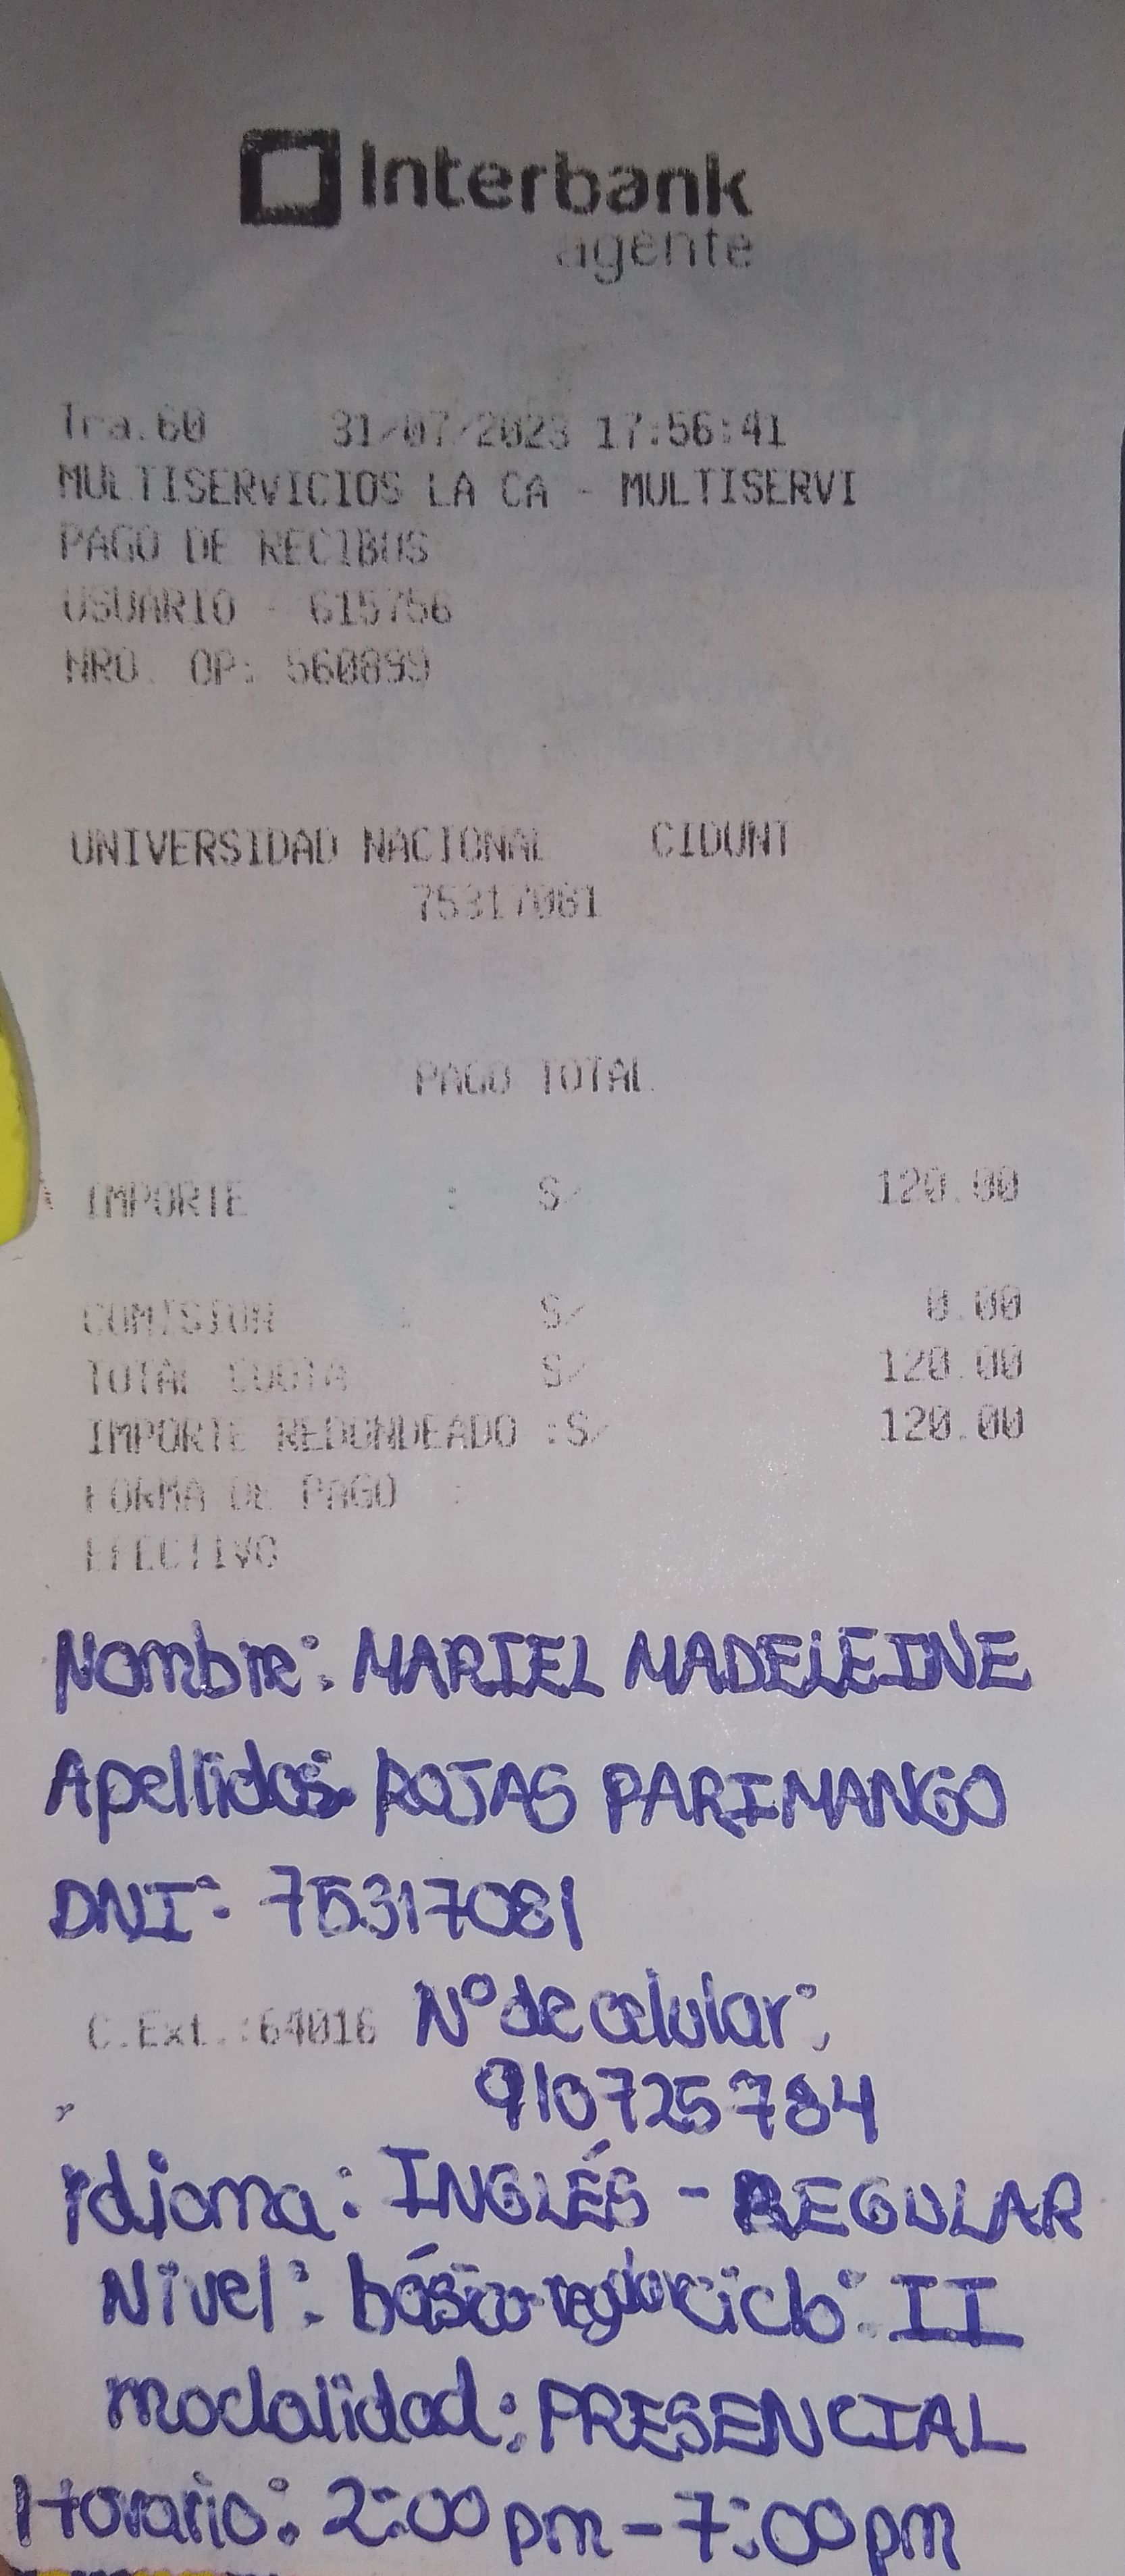 Interbank
agente
Tra.60 31/07/2023 17:56:41
MULTISERVICIOS LA CA - MULTISERVI
PAGO DE RECIBOS
USUARIO - 615756
NRO. OP: 560899
UNIVERSIDAD NACIONAL CIDUNT
75317081
PAGO TOTAL
IMPORTE : S/ 120.00
COMISION : S/ 0.00
TOTAL CUOTA : S/ 120.00
IMPORTE REDONDEADO :S/ 120.00
FORMA DE PAGO :
EFECTIVO
Nombre: MARIEL MADELEINE
Apellidos: ROJAS PARIMANGO
DNI: 75317081
C.Ext.:64016 N° de celular:
910725784
Idioma: INGLÉS - REGULAR
Nivel: básico-regular ciclo: II
modalidad: PRESENCIAL
Horario: 2:00 pm - 7:00 pm